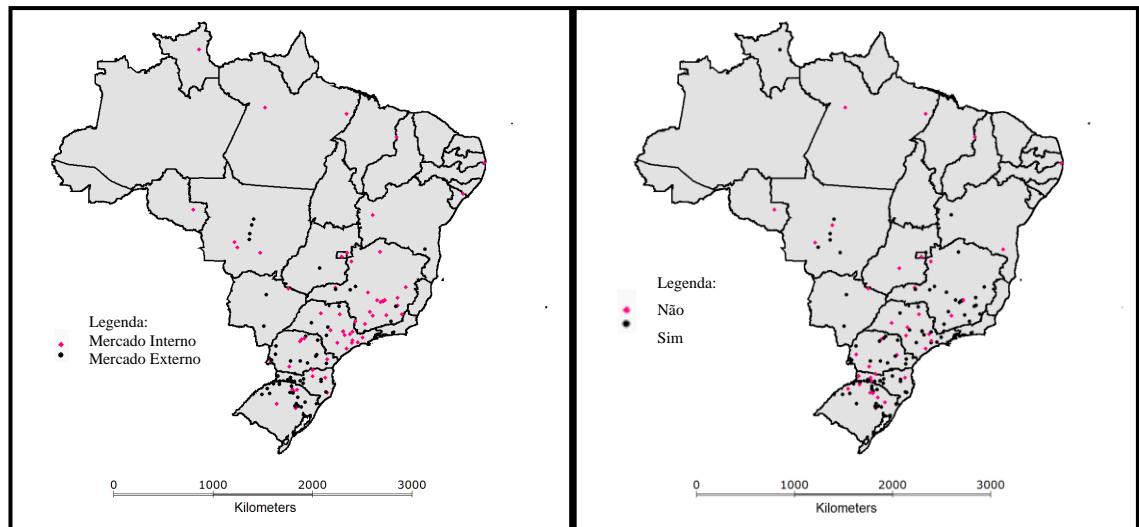 Legenda:
Mercado Interno
Mercado Externo
0 1000 2000 3000
Kilometers
Legenda:
Não
Sim
0 1000 2000 3000
Kilometers